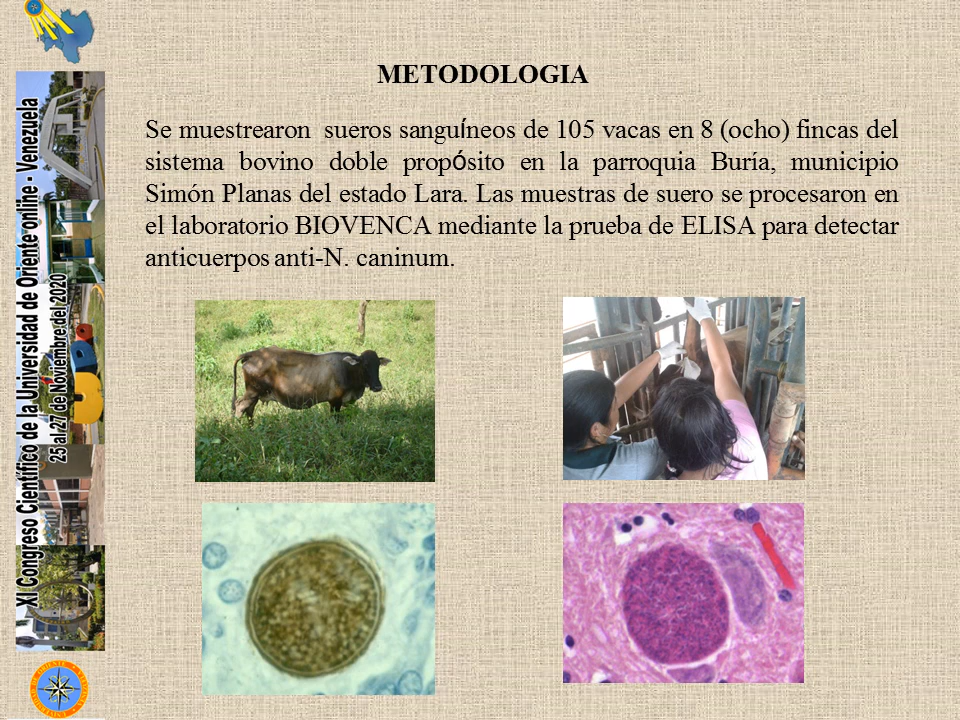 METODOLOGIA
Se muestrearon sueros sanguíneos de 105 vacas en 8 (ocho) fincas del
sistema bovino doble propósito en la parroquia Buría, municipio
Simón Planas del estado Lara. Las muestras de suero se procesaron en
el laboratorio BIOVENCA mediante la prueba de ELISA para detectar
anticuerpos anti-N. caninum.
XI Congreso Científico de la Universidad de Oriente online - Venezuela
25 al 27 de Noviembre del 2020